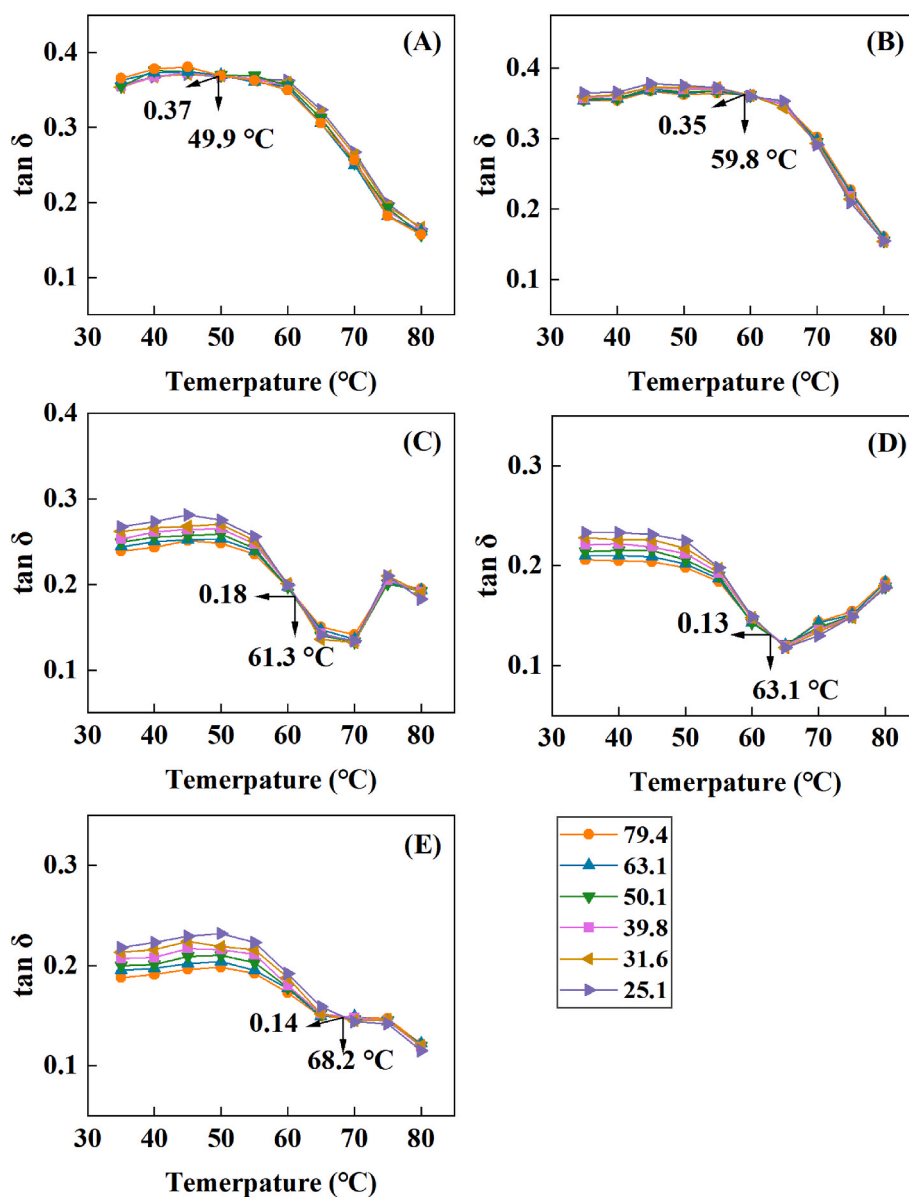 (A)
tan δ
0.4
0.3
0.2
0.1
0.37
49.9 °C
30 40 50 60 70 80
Temerpature (°C)
(B)
tan δ
0.4
0.3
0.2
0.1
0.35
59.8 °C
30 40 50 60 70 80
Temerpature (°C)
(C)
tan δ
0.4
0.3
0.2
0.1
0.18
61.3 °C
30 40 50 60 70 80
Temerpature (°C)
(D)
tan δ
0.3
0.2
0.1
0.13
63.1 °C
30 40 50 60 70 80
Temerpature (°C)
(E)
tan δ
0.3
0.2
0.1
0.14
68.2 °C
30 40 50 60 70 80
Temerpature (°C)
79.4
63.1
50.1
39.8
31.6
25.1